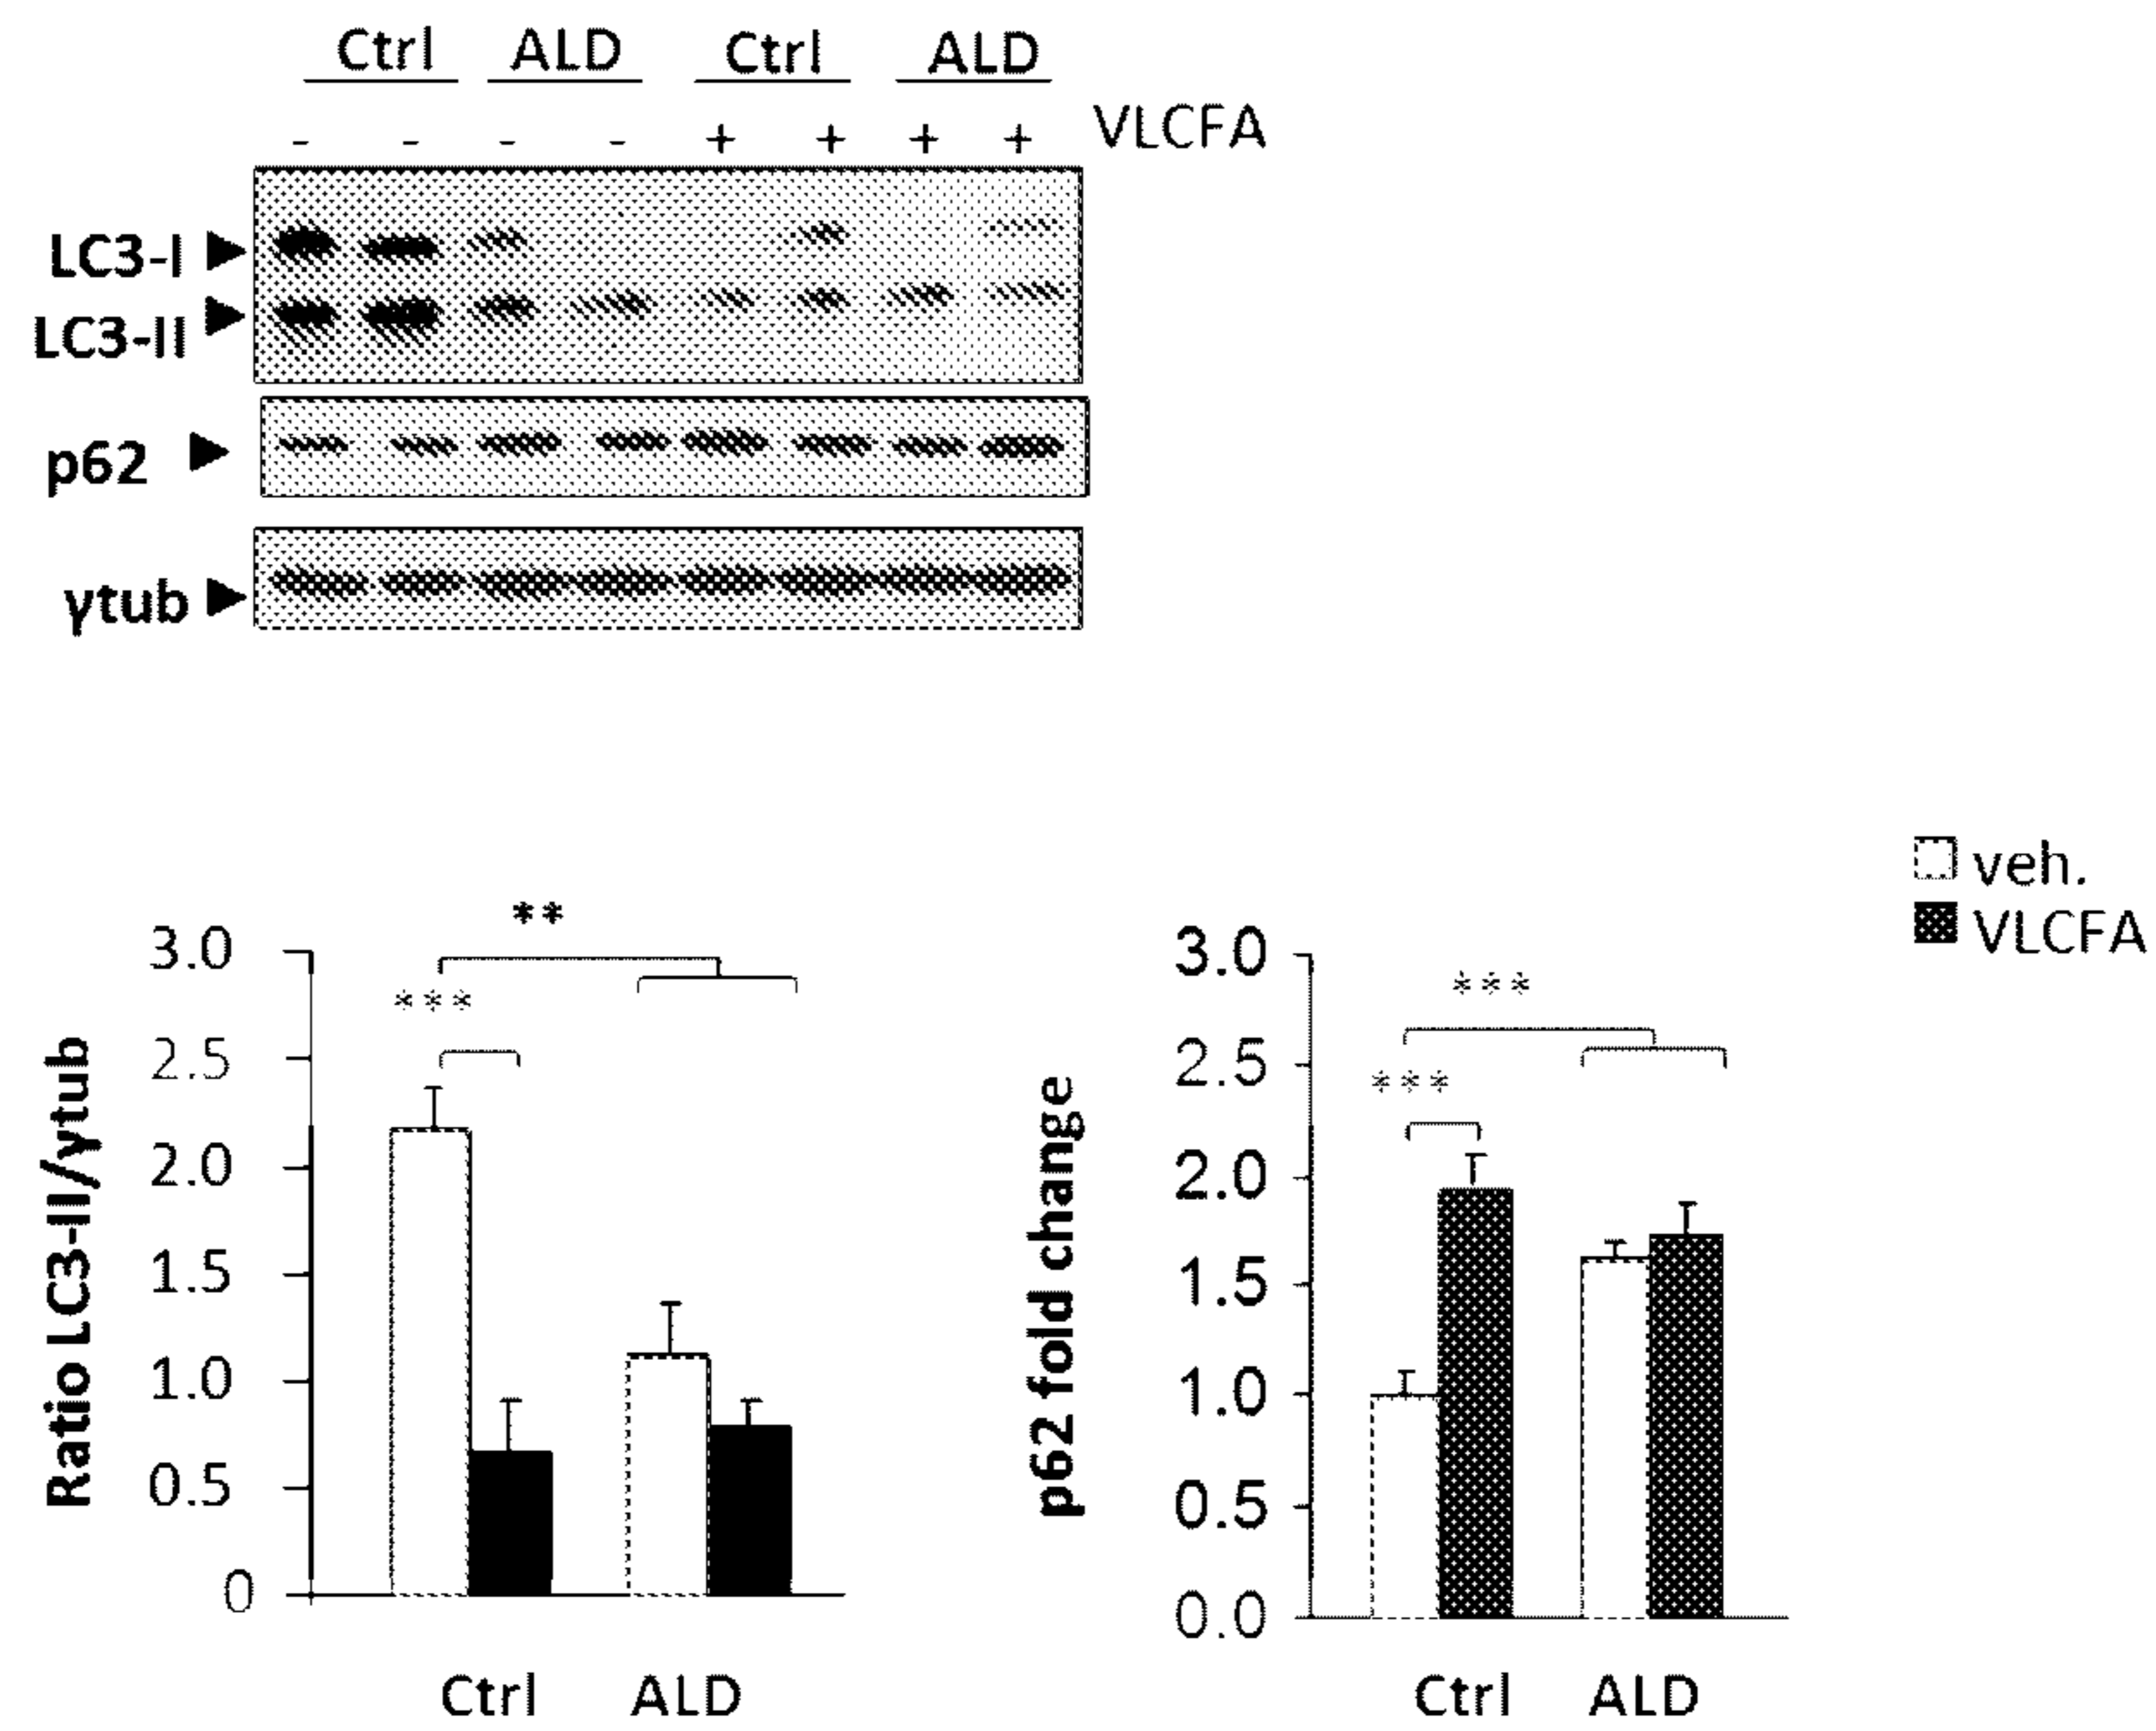 Ctrl ALD Ctrl ALD
- - - - + + + + VLCFA
LC3-I
LC3-II
p62
γtub
veh.
VLCFA
**
***
3.0
2.5
2.0
1.5
1.0
0.5
0
Ratio LC3-II/γtub
Ctrl ALD
***
***
3.0
2.5
2.0
1.5
1.0
0.5
0.0
p62 fold change
Ctrl ALD